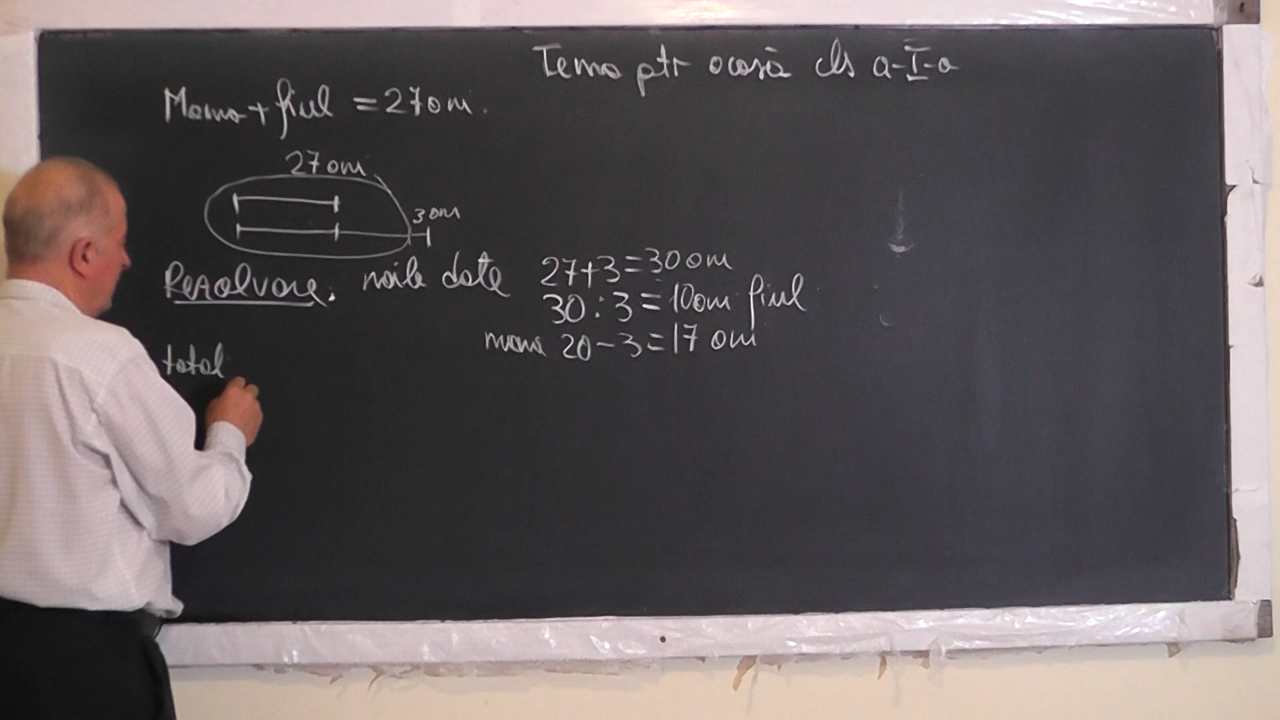 Tema ptr acasă cls a-I-a
Mama + fiul = 27 ani.
27 ani
3 ani
Rezolvare: noile date 27+3=30 ani
30:3=10 ani fiul
mama 20-3=17 ani
total